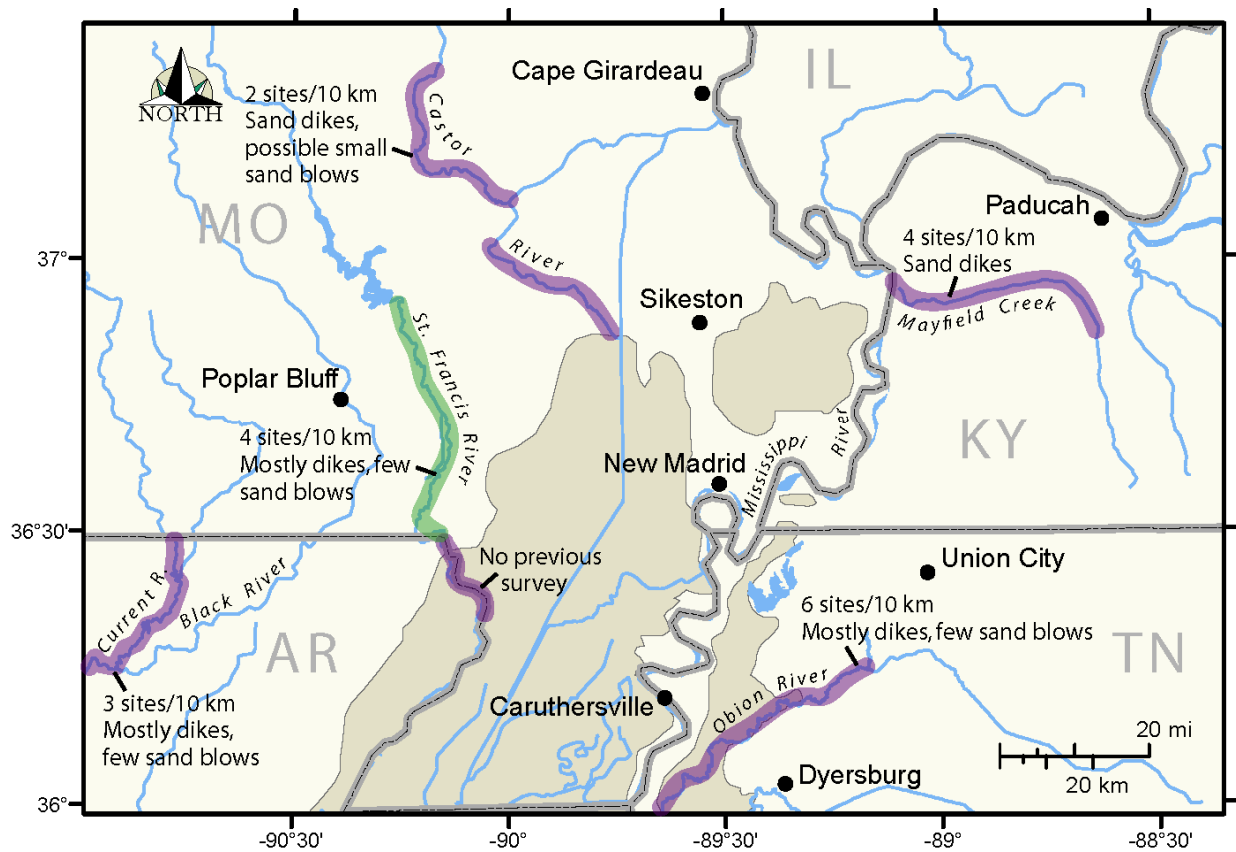 NORTH
2 sites/10 km
Sand dikes,
possible small
sand blows
Castor
River
Cape Girardeau
IL
MO
Paducah
4 sites/10 km
Sand dikes
Mayfield Creek
37°
Sikeston
St. Francis River
Poplar Bluff
4 sites/10 km
Mostly dikes, few
sand blows
KY
New Madrid
Mississippi
River
36°30'
No previous
survey
Union City
Current R.
Black River
6 sites/10 km
Mostly dikes, few sand blows
AR
TN
Obion River
3 sites/10 km
Mostly dikes,
few sand blows
Caruthersville
20 mi
20 km
Dyersburg
36°
-90°30'
-90°
-89°30'
-89°
-88°30'